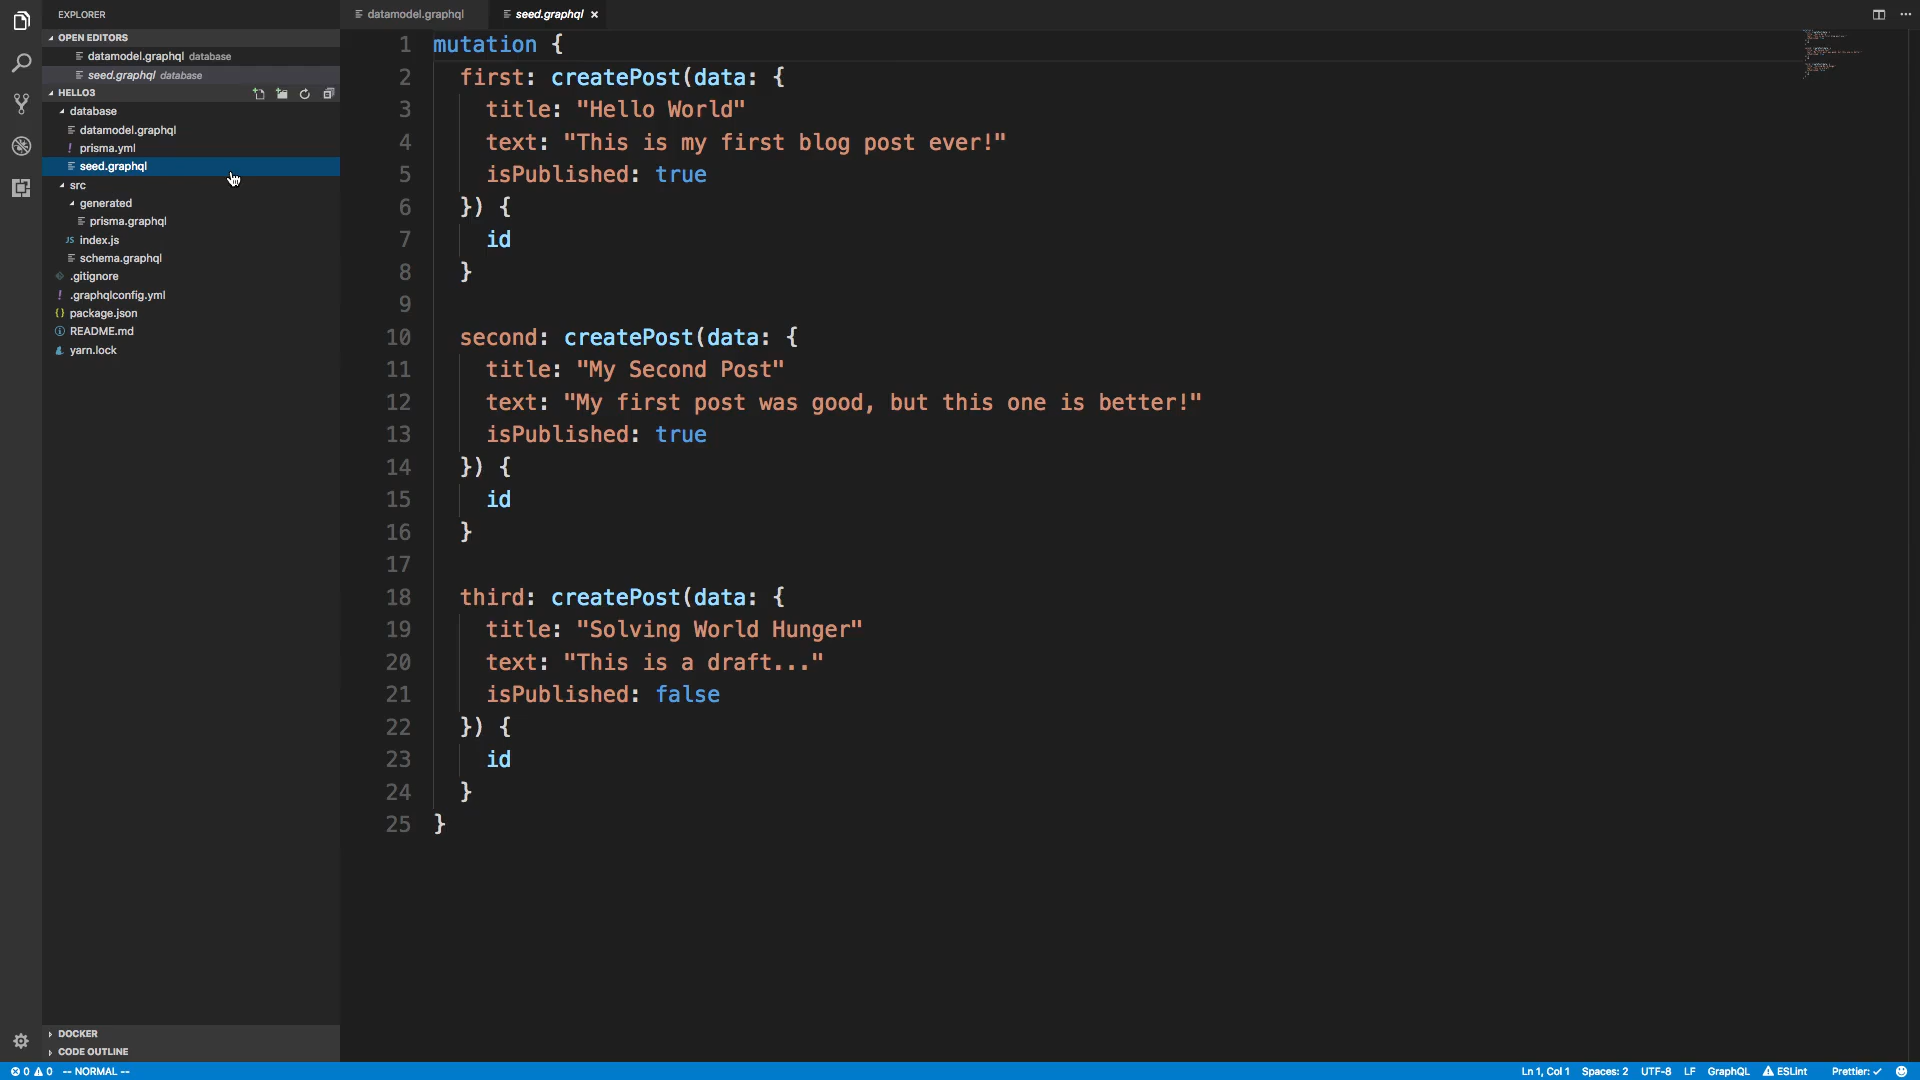 EXPLORER
OPEN EDITORS
datamodel.graphql database
seed.graphql database
HELLO3
database
datamodel.graphql
! prisma.yml
seed.graphql
src
generated
prisma.graphql
JS index.js
schema.graphql
.gitignore
! .graphqlconfig.yml
{} package.json
README.md
yarn.lock
DOCKER
CODE OUTLINE
datamodel.graphql
seed.graphql ×
1 mutation {
2 first: createPost(data: {
3 title: "Hello World"
4 text: "This is my first blog post ever!"
5 isPublished: true
6 }) {
7 id
8 }
9
10 second: createPost(data: {
11 title: "My Second Post"
12 text: "My first post was good, but this one is better!"
13 isPublished: true
14 }) {
15 id
16 }
17
18 third: createPost(data: {
19 title: "Solving World Hunger"
20 text: "This is a draft..."
21 isPublished: false
22 }) {
23 id
24 }
25 }
0 0 -- NORMAL --
Ln 1, Col 1 Spaces: 2 UTF-8 LF GraphQL ESLint Prettier: ✓